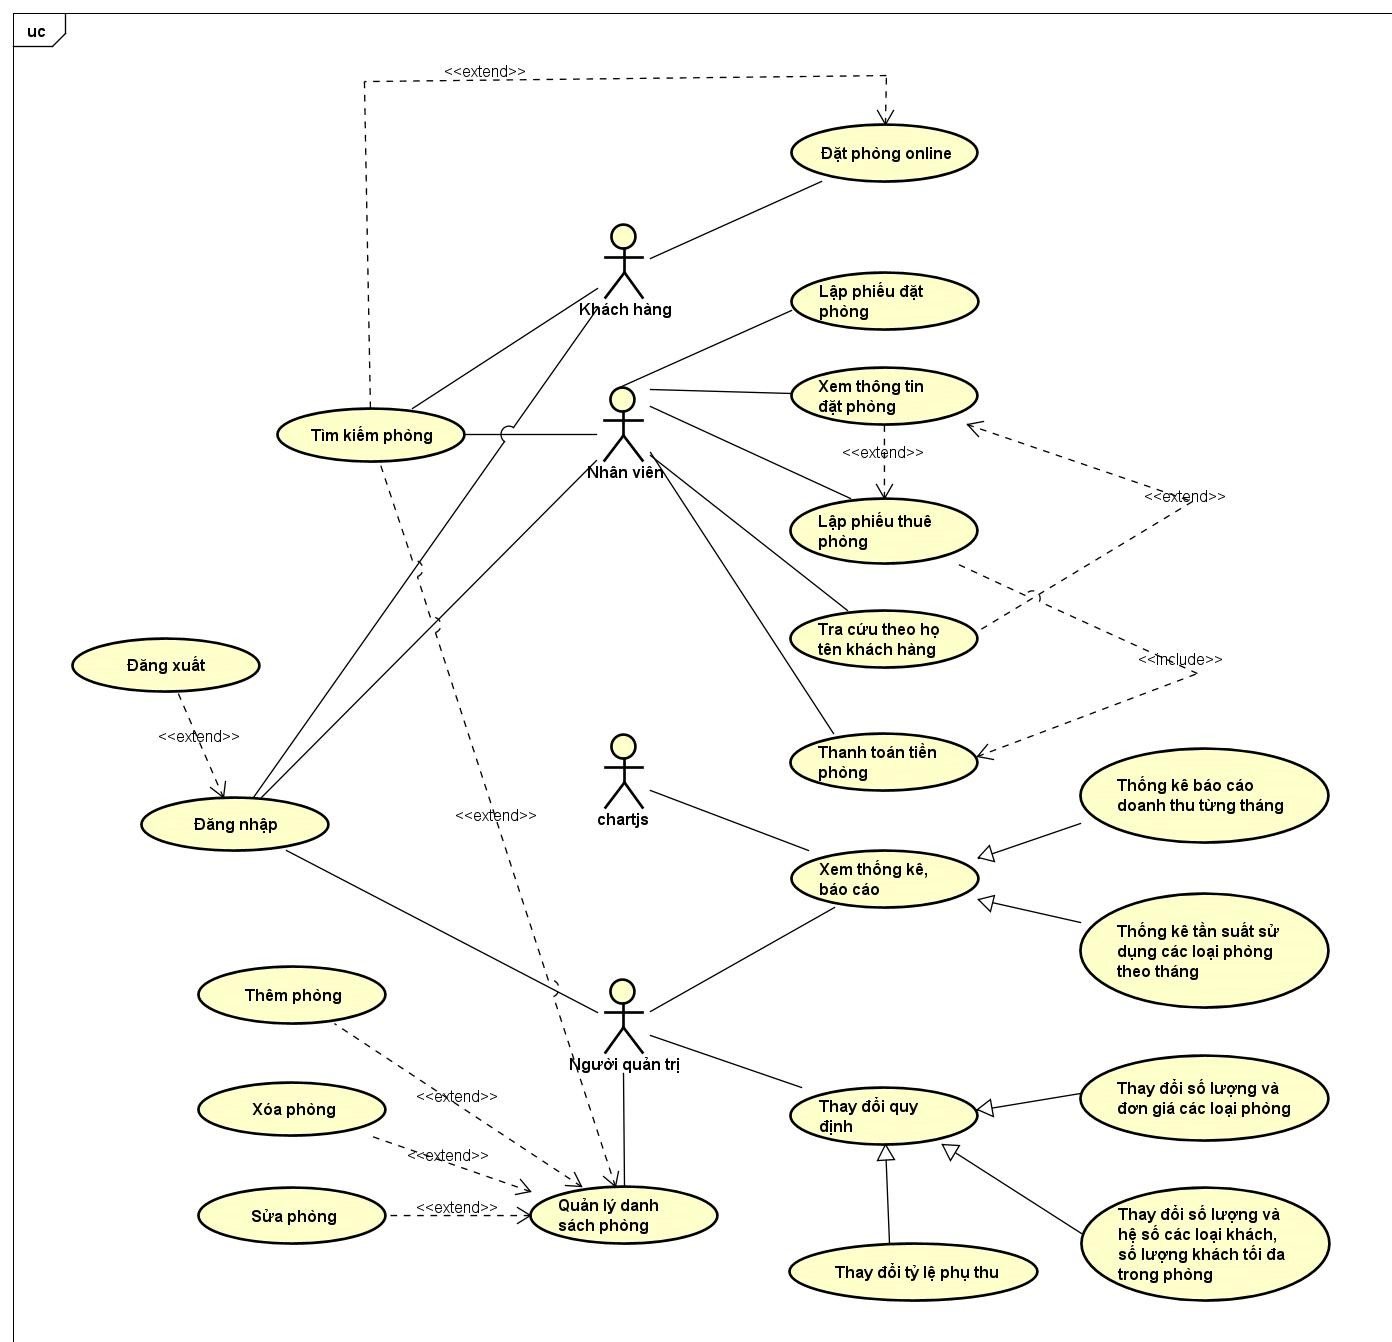 uc
<<extend>>
Đặt phòng online
Khách hàng
Lập phiếu đặt
phòng
Xem thông tin
đặt phòng
Tìm kiếm phòng
Nhân viên
<<extend>>
<<extend>>
Lập phiếu thuê
phòng
Tra cứu theo họ
tên khách hàng
Đăng xuất
<<include>>
<<extend>>
Thanh toán tiền
phòng
Thống kê báo cáo
doanh thu từng tháng
chartjs
<<extend>>
Đăng nhập
Xem thống kê,
báo cáo
Thống kê tần suất sử
dụng các loại phòng
theo tháng
Thêm phòng
Người quản trị
<<extend>>
Xóa phòng
Thay đổi quy
định
Thay đổi số lượng và
đơn giá các loại phòng
<<extend>>
Sửa phòng
<<extend>>
Quản lý danh
sách phòng
Thay đổi số lượng và
hệ số các loại khách,
số lượng khách tối đa
trong phòng
Thay đổi tỷ lệ phụ thu